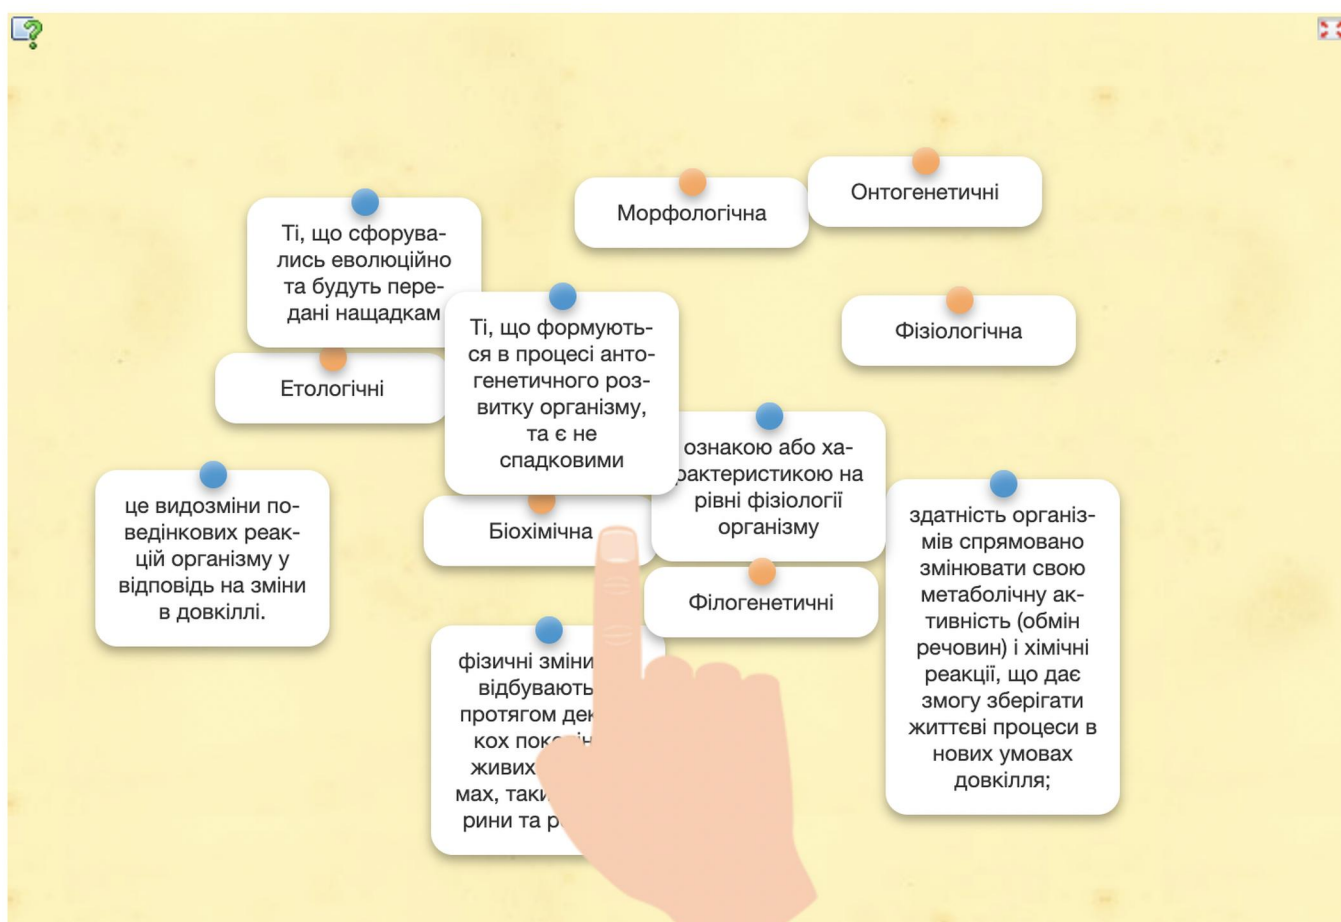 Морфологічна
Онтогенетичні
Ті, що сфорува-
лись еволюційно
та будуть пере-
дані нащадкам
Ті, що формують-
ся в процесі анто-
генетичного роз-
витку організму,
та є не
спадковими
Фізіологічна
Етологічні
ознакою або ха-
рактеристикою на
рівні фізіології
організму
це видозміни по-
ведінкових реак-
цій організму у
відповідь на зміни
в довкіллі.
Біохімічна
здатність організ-
мів спрямовано
змінювати свою
метаболічну ак-
тивність (обмін
речовин) і хімічні
реакції, що дає
змогу зберігати
життєві процеси в
нових умовах
довкілля;
Філогенетичні
фізичні зміни
відбувають
протягом
кох
живих
мах,
рини та